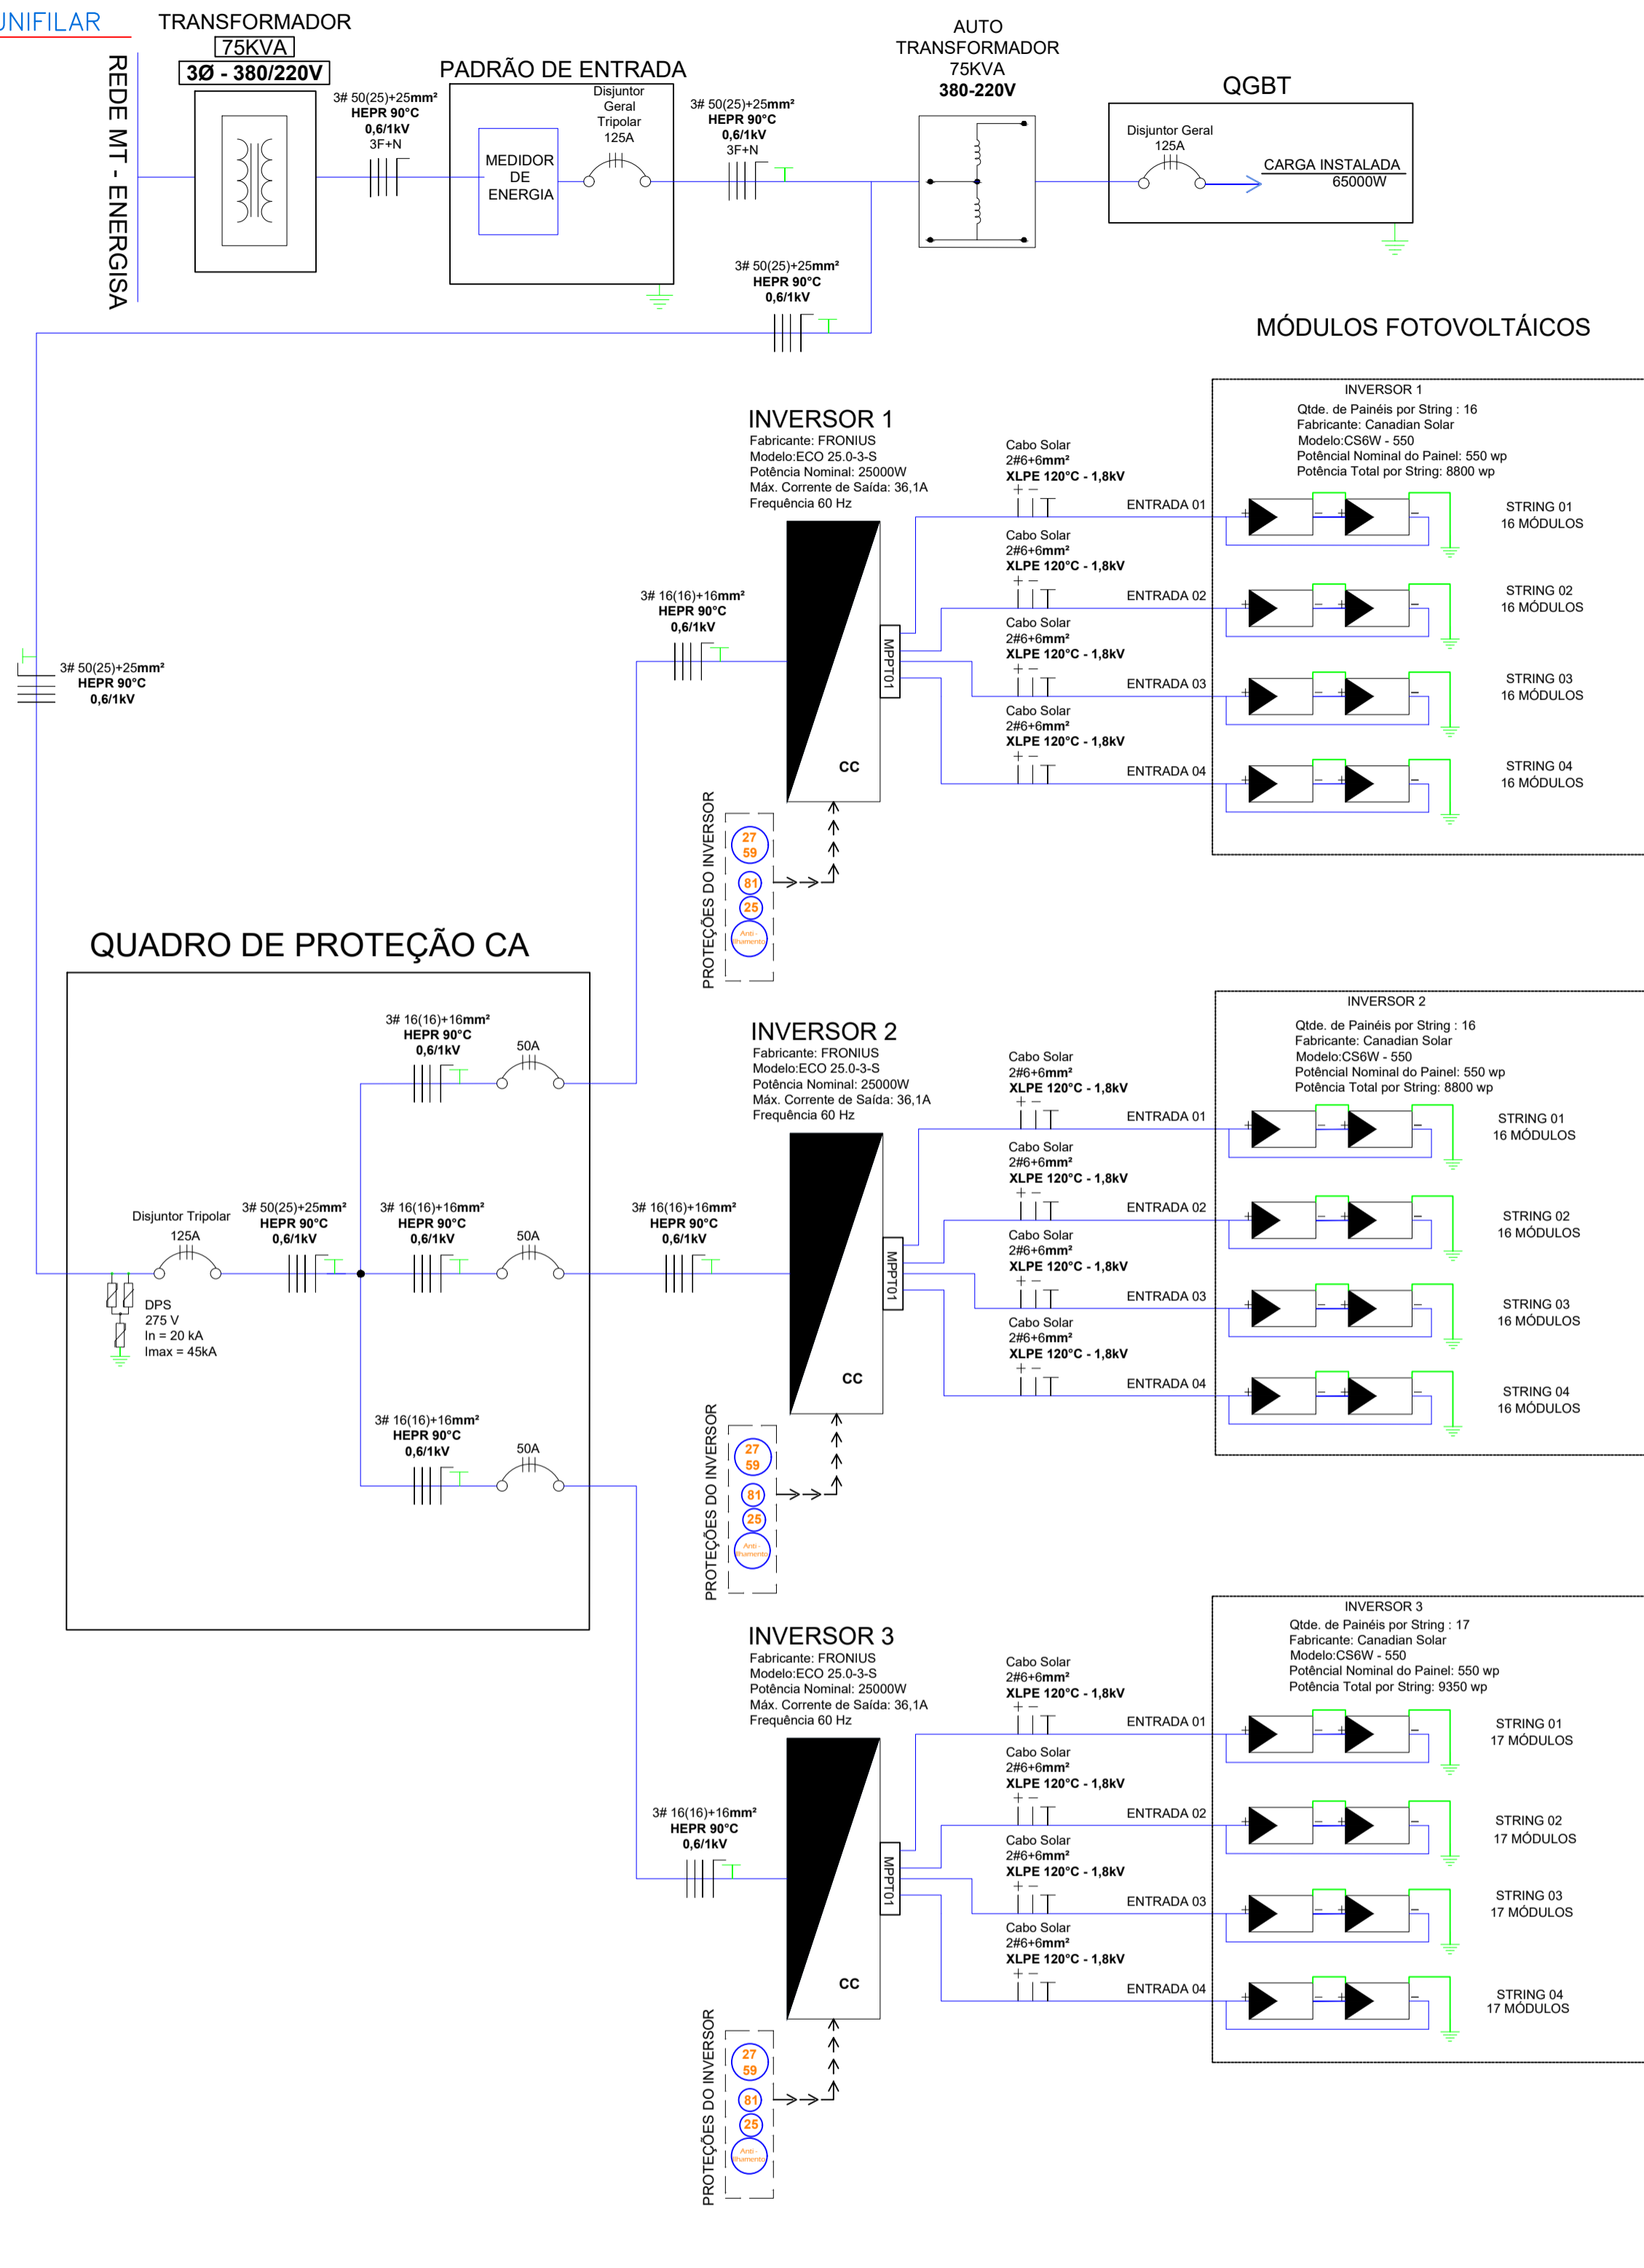 UNIFILAR
TRANSFORMADOR
75KVA
3Ø - 380/220V
REDE MT - ENERGISA
3# 50(25)+25mm²
HEPR 90°C
0,6/1kV
3F+N
PADRÃO DE ENTRADA
MEDIDOR
DE
ENERGIA
Disjuntor
Geral
Tripolar
125A
3# 50(25)+25mm²
HEPR 90°C
0,6/1kV
3F+N
AUTO
TRANSFORMADOR
75KVA
380-220V
QGBT
Disjuntor Geral
125A
CARGA INSTALADA
65000W
3# 50(25)+25mm²
HEPR 90°C
0,6/1kV
3# 50(25)+25mm²
HEPR 90°C
0,6/1kV
MÓDULOS FOTOVOLTÁICOS
INVERSOR 1
Fabricante: FRONIUS
Modelo:ECO 25.0-3-S
Potência Nominal: 25000W
Máx. Corrente de Saída: 36,1A
Frequência 60 Hz
3# 16(16)+16mm²
HEPR 90°C
0,6/1kV
MPPT01
CC
PROTEÇÕES DO INVERSOR
27
59
81
25
Anti -
Ilhamento
Cabo Solar
2#6+6mm²
XLPE 120°C - 1,8kV
+ −
ENTRADA 01
Cabo Solar
2#6+6mm²
XLPE 120°C - 1,8kV
+ −
ENTRADA 02
Cabo Solar
2#6+6mm²
XLPE 120°C - 1,8kV
+ −
ENTRADA 03
Cabo Solar
2#6+6mm²
XLPE 120°C - 1,8kV
+ −
ENTRADA 04
INVERSOR 1
Qtde. de Painéis por String : 16
Fabricante: Canadian Solar
Modelo:CS6W - 550
Potêncial Nominal do Painel: 550 wp
Potência Total por String: 8800 wp
+ − + −
STRING 01
16 MÓDULOS
+ − + −
STRING 02
16 MÓDULOS
+ − + −
STRING 03
16 MÓDULOS
+ − + −
STRING 04
16 MÓDULOS
QUADRO DE PROTEÇÃO CA
3# 16(16)+16mm²
HEPR 90°C
0,6/1kV
50A
Disjuntor Tripolar
125A
3# 50(25)+25mm²
HEPR 90°C
0,6/1kV
3# 16(16)+16mm²
HEPR 90°C
0,6/1kV
50A
DPS
275 V
In = 20 kA
Imax = 45kA
3# 16(16)+16mm²
HEPR 90°C
0,6/1kV
50A
INVERSOR 2
Fabricante: FRONIUS
Modelo:ECO 25.0-3-S
Potência Nominal: 25000W
Máx. Corrente de Saída: 36,1A
Frequência 60 Hz
3# 16(16)+16mm²
HEPR 90°C
0,6/1kV
MPPT01
CC
PROTEÇÕES DO INVERSOR
27
59
81
25
Anti -
Ilhamento
Cabo Solar
2#6+6mm²
XLPE 120°C - 1,8kV
+ −
ENTRADA 01
Cabo Solar
2#6+6mm²
XLPE 120°C - 1,8kV
+ −
ENTRADA 02
Cabo Solar
2#6+6mm²
XLPE 120°C - 1,8kV
+ −
ENTRADA 03
Cabo Solar
2#6+6mm²
XLPE 120°C - 1,8kV
+ −
ENTRADA 04
INVERSOR 2
Qtde. de Painéis por String : 16
Fabricante: Canadian Solar
Modelo:CS6W - 550
Potêncial Nominal do Painel: 550 wp
Potência Total por String: 8800 wp
+ − + −
STRING 01
16 MÓDULOS
+ − + −
STRING 02
16 MÓDULOS
+ − + −
STRING 03
16 MÓDULOS
+ − + −
STRING 04
16 MÓDULOS
INVERSOR 3
Fabricante: FRONIUS
Modelo:ECO 25.0-3-S
Potência Nominal: 25000W
Máx. Corrente de Saída: 36,1A
Frequência 60 Hz
3# 16(16)+16mm²
HEPR 90°C
0,6/1kV
MPPT01
CC
PROTEÇÕES DO INVERSOR
27
59
81
25
Anti -
Ilhamento
Cabo Solar
2#6+6mm²
XLPE 120°C - 1,8kV
+ −
ENTRADA 01
Cabo Solar
2#6+6mm²
XLPE 120°C - 1,8kV
+ −
ENTRADA 02
Cabo Solar
2#6+6mm²
XLPE 120°C - 1,8kV
+ −
ENTRADA 03
Cabo Solar
2#6+6mm²
XLPE 120°C - 1,8kV
+ −
ENTRADA 04
INVERSOR 3
Qtde. de Painéis por String : 17
Fabricante: Canadian Solar
Modelo:CS6W - 550
Potêncial Nominal do Painel: 550 wp
Potência Total por String: 9350 wp
+ − + −
STRING 01
17 MÓDULOS
+ − + −
STRING 02
17 MÓDULOS
+ − + −
STRING 03
17 MÓDULOS
+ − + −
STRING 04
17 MÓDULOS